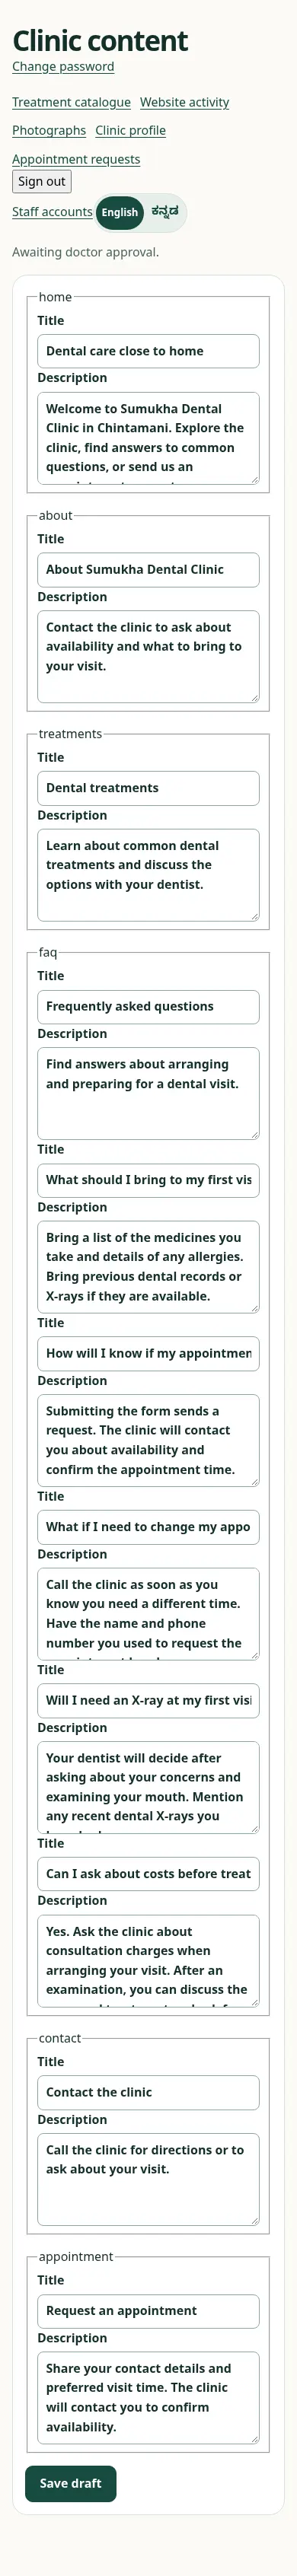 Clinic content
Change password
Treatment catalogue Website activity
Photographs Clinic profile
Appointment requests
Sign out
Staff accounts English ಕನ್ನಡ
Awaiting doctor approval.
home
Title
Dental care close to home
Description
Welcome to Sumukha Dental
Clinic in Chintamani. Explore the
clinic, find answers to common
questions, or send us an
about
Title
About Sumukha Dental Clinic
Description
Contact the clinic to ask about
availability and what to bring to
your visit.
treatments
Title
Dental treatments
Description
Learn about common dental
treatments and discuss the
options with your dentist.
faq
Title
Frequently asked questions
Description
Find answers about arranging
and preparing for a dental visit.
Title
What should I bring to my first vis
Description
Bring a list of the medicines you
take and details of any allergies.
Bring previous dental records or
X-rays if they are available.
Title
How will I know if my appointmen
Description
Submitting the form sends a
request. The clinic will contact
you about availability and
confirm the appointment time.
Title
What if I need to change my appo
Description
Call the clinic as soon as you
know you need a different time.
Have the name and phone
number you used to request the
Title
Will I need an X-ray at my first visi
Description
Your dentist will decide after
asking about your concerns and
examining your mouth. Mention
any recent dental X-rays you
Title
Can I ask about costs before treat
Description
Yes. Ask the clinic about
consultation charges when
arranging your visit. After an
examination, you can discuss the
contact
Title
Contact the clinic
Description
Call the clinic for directions or to
ask about your visit.
appointment
Title
Request an appointment
Description
Share your contact details and
preferred visit time. The clinic
will contact you to confirm
availability.
Save draft